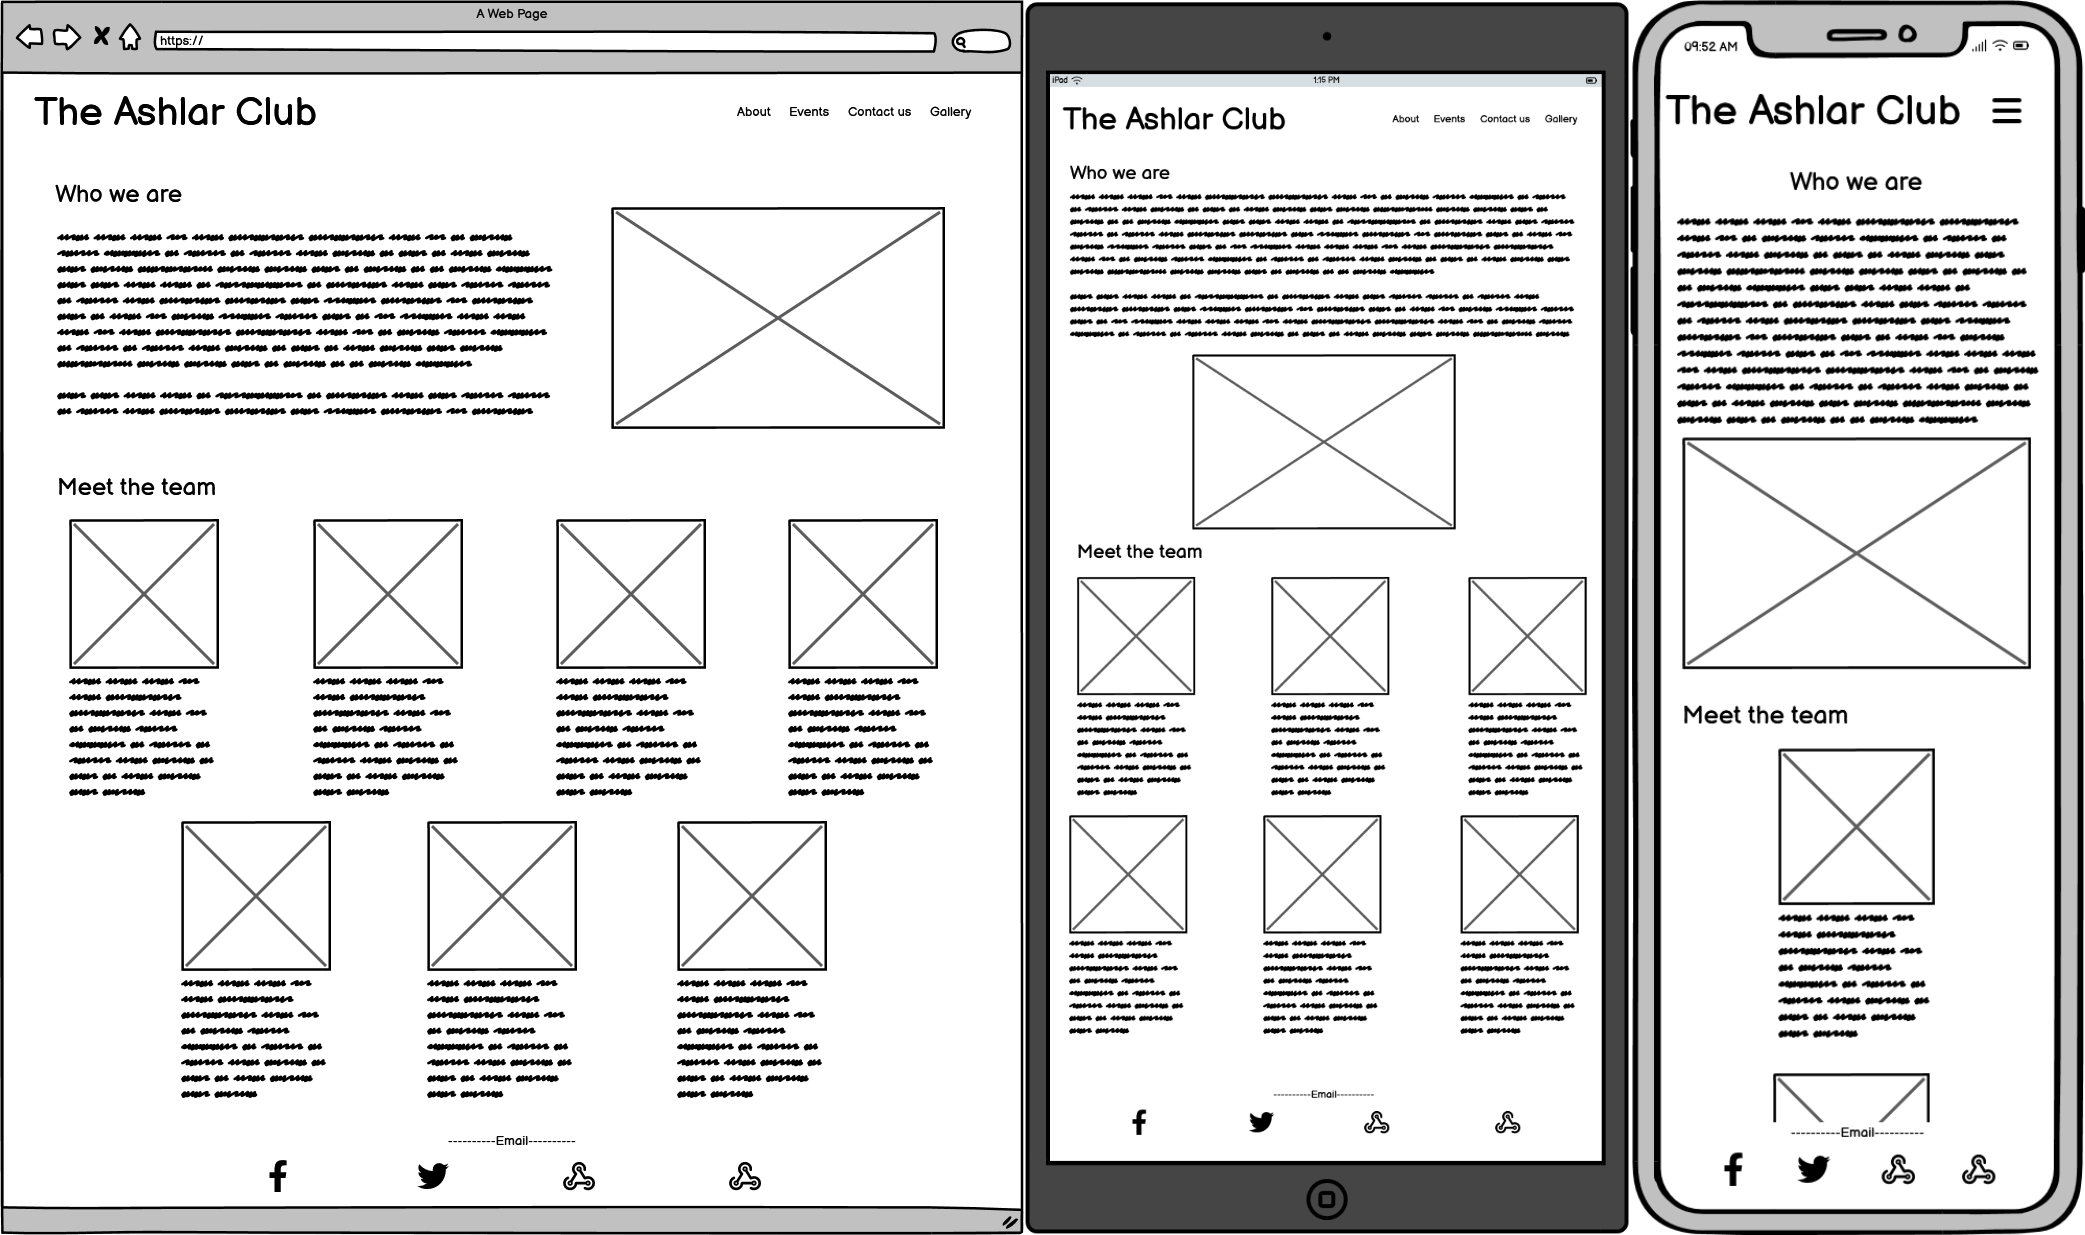 A Web Page
https://
The Ashlar Club
About Events Contact us Gallery
Who we are
Meet the team
----------Email----------
iPad
1:15 PM
The Ashlar Club
About Events Contact us Gallery
Who we are
Meet the team
----------Email----------
09:52 AM
The Ashlar Club
Who we are
Meet the team
----------Email----------